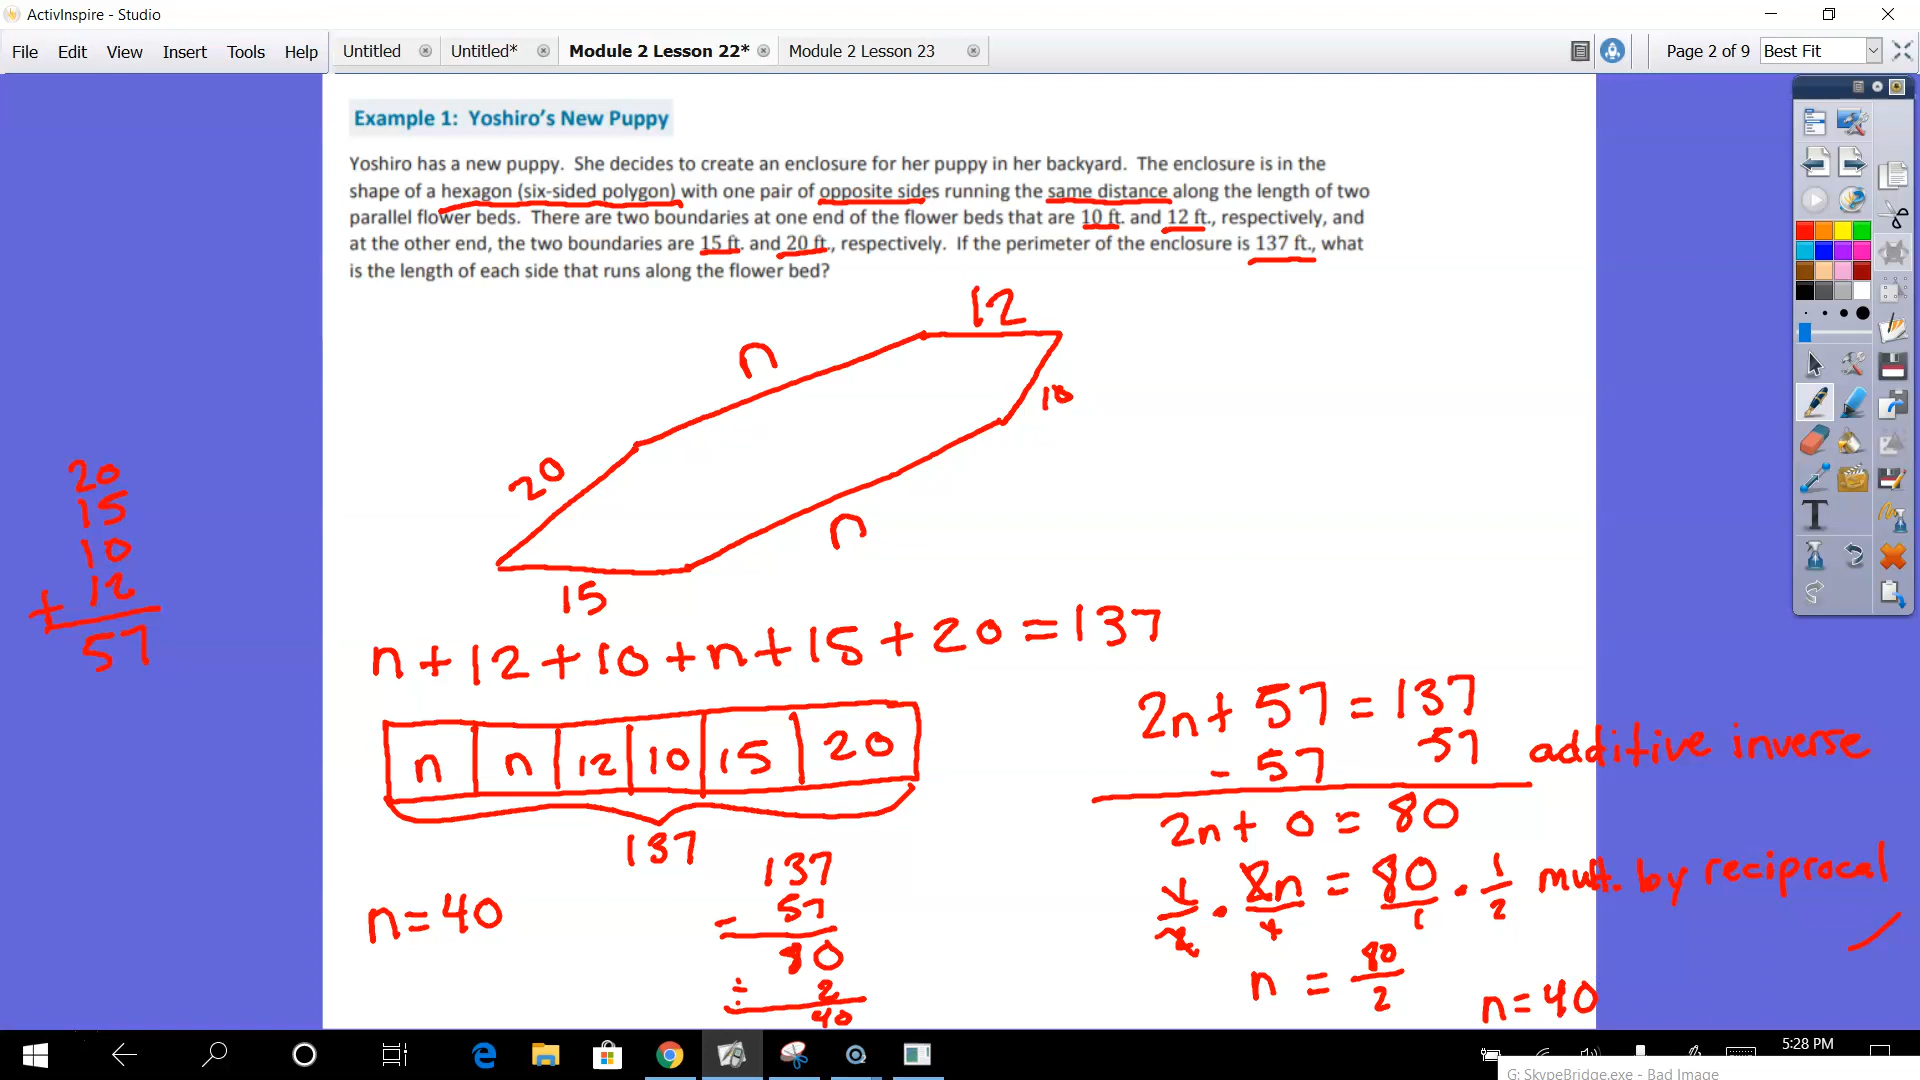 ActivInspire - Studio
File Edit View Insert Tools Help
Untitled Untitled* Module 2 Lesson 22* Module 2 Lesson 23
Page 2 of 9 Best Fit
Example 1: Yoshiro's New Puppy
Yoshiro has a new puppy. She decides to create an enclosure for her puppy in her backyard. The enclosure is in the
shape of a hexagon (six-sided polygon) with one pair of opposite sides running the same distance along the length of two
parallel flower beds. There are two boundaries at one end of the flower beds that are 10 ft. and 12 ft., respectively, and
at the other end, the two boundaries are 15 ft. and 20 ft., respectively. If the perimeter of the enclosure is 137 ft., what
is the length of each side that runs along the flower bed?
12
n
10
20
n
15
20
15
10
+ 12
57
n + 12 + 10 + n + 15 + 20 = 137
n n 12 10 15 20
137
n = 40
137
- 57
80
÷ 2
40
2n + 57 = 137
- 57 57 additive inverse
2n + 0 = 80
1/2 · 2n/1 = 80/1 · 1/2 mult. by reciprocal
n = 80/2
n = 40
T
5:28 PM
G: SkypeBridge.exe - Bad Image